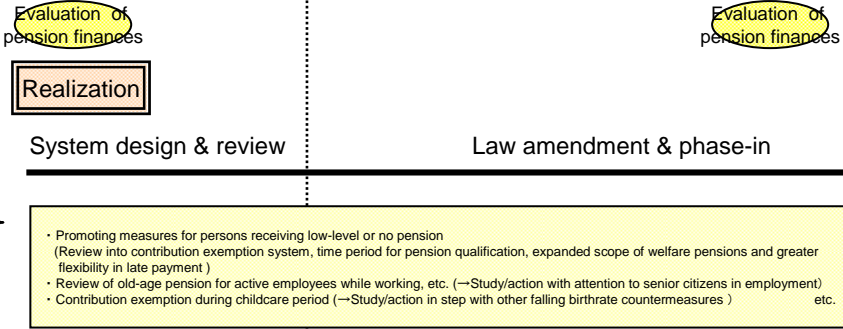 Evaluation of
pension finances
Evaluation of
pension finances
Realization
System design & review
Law amendment & phase-in
・Promoting measures for persons receiving low-level or no pension
(Review into contribution exemption system, time period for pension qualification, expanded scope of welfare pensions and greater
flexibility in late payment )
・Review of old-age pension for active employees while working, etc. (→Study/action with attention to senior citizens in employment)
・Contribution exemption during childcare period (→Study/action in step with other falling birthrate countermeasures ) etc.